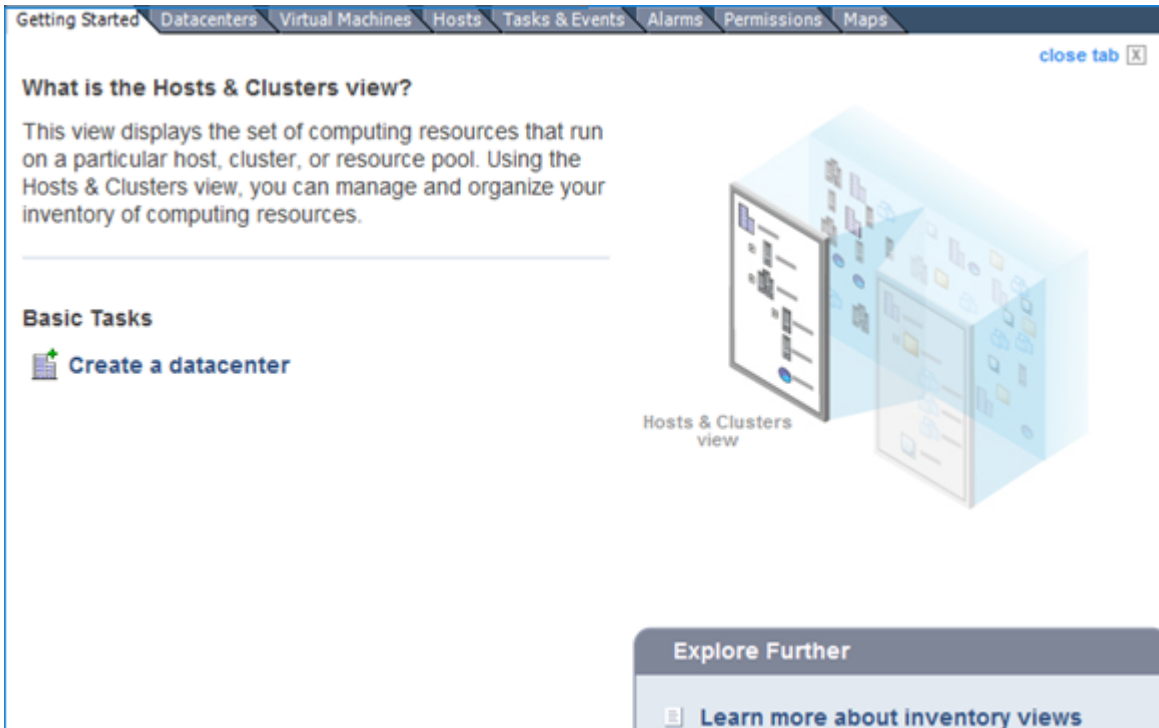 Getting Started Datacenters Virtual Machines Hosts Tasks & Events Alarms Permissions Maps
close tab X
What is the Hosts & Clusters view?
This view displays the set of computing resources that run
on a particular host, cluster, or resource pool. Using the
Hosts & Clusters view, you can manage and organize your
inventory of computing resources.
Basic Tasks
Create a datacenter
Hosts & Clusters
view
Explore Further
Learn more about inventory views